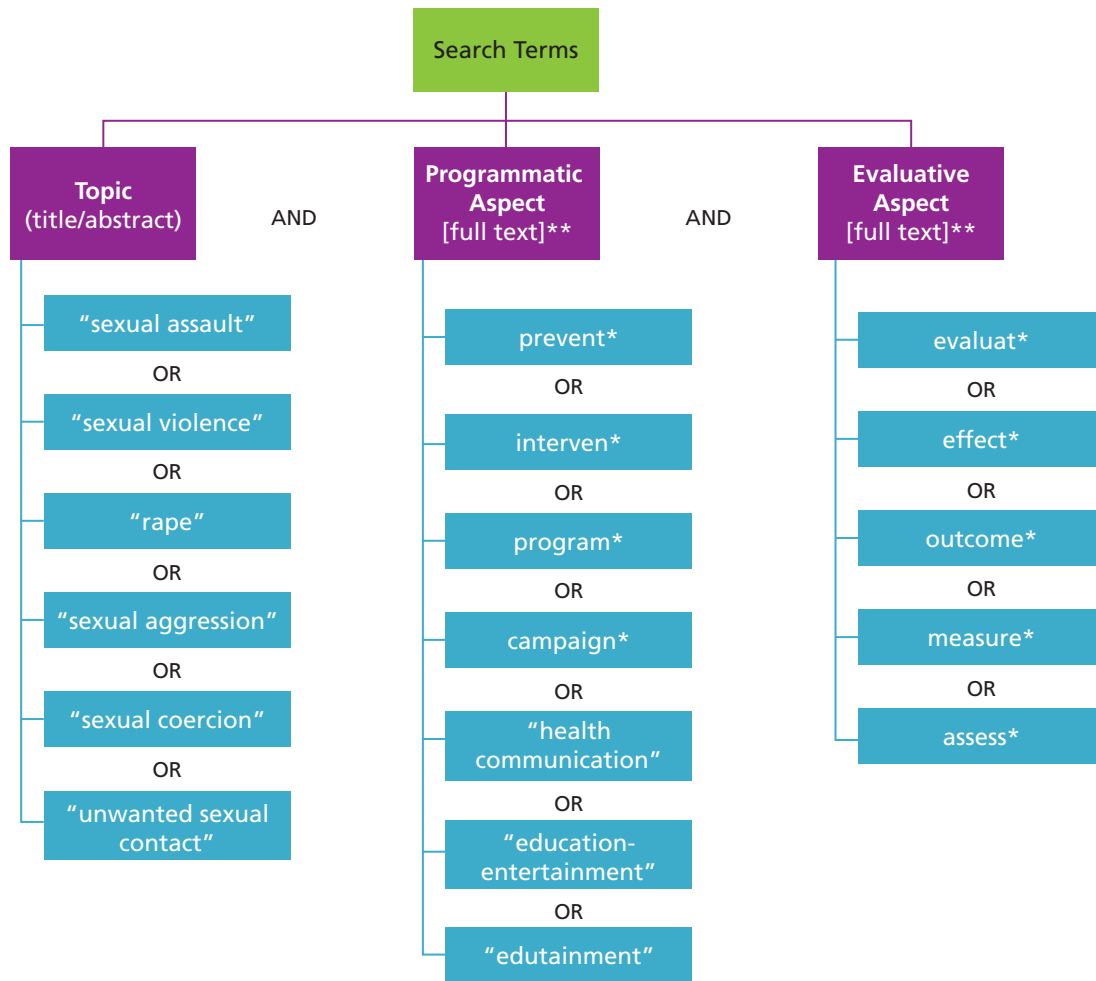 Search Terms
Topic
(title/abstract)
AND
Programmatic
Aspect
[full text]**
AND
Evaluative
Aspect
[full text]**
“sexual assault”
OR
“sexual violence”
OR
“rape”
OR
“sexual aggression”
OR
“sexual coercion”
OR
“unwanted sexual
contact”
prevent*
OR
interven*
OR
program*
OR
campaign*
OR
“health
communication”
OR
“education-
entertainment”
OR
“edutainment”
evaluat*
OR
effect*
OR
outcome*
OR
measure*
OR
assess*